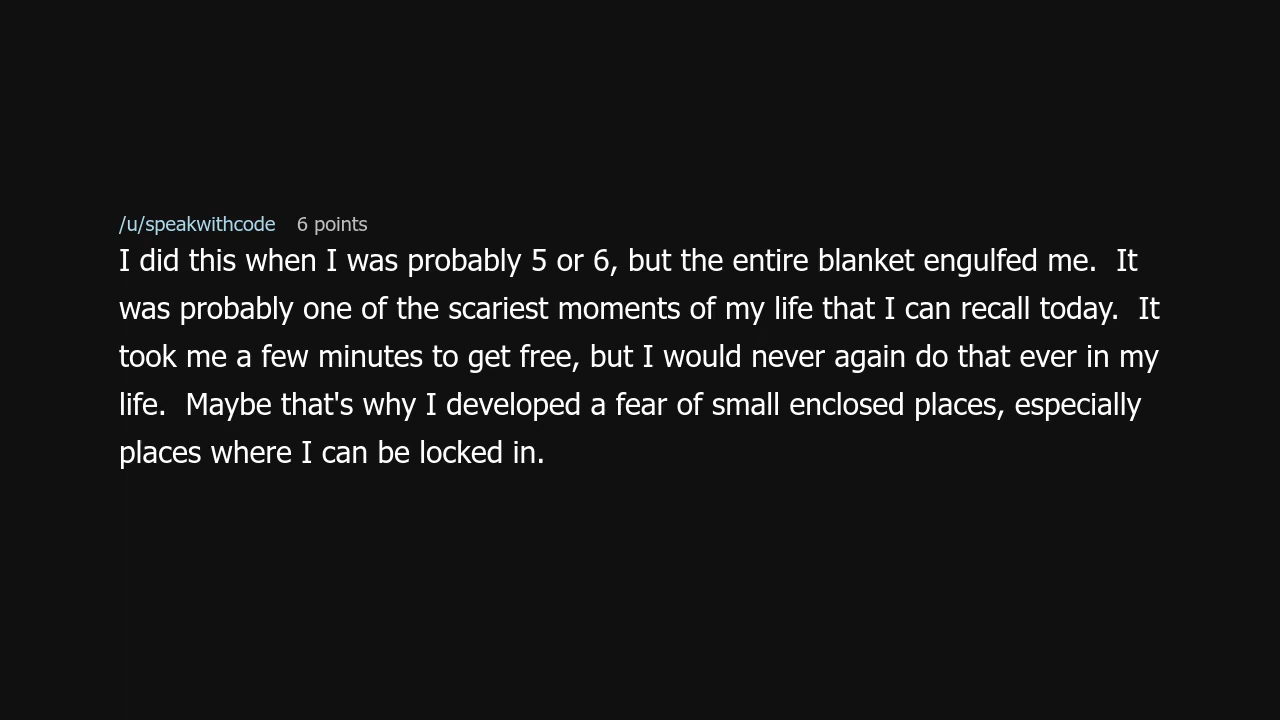 /u/speakwithcode 6 points
I did this when I was probably 5 or 6, but the entire blanket engulfed me.  It
was probably one of the scariest moments of my life that I can recall today.  It
took me a few minutes to get free, but I would never again do that ever in my
life.  Maybe that's why I developed a fear of small enclosed places, especially
places where I can be locked in.